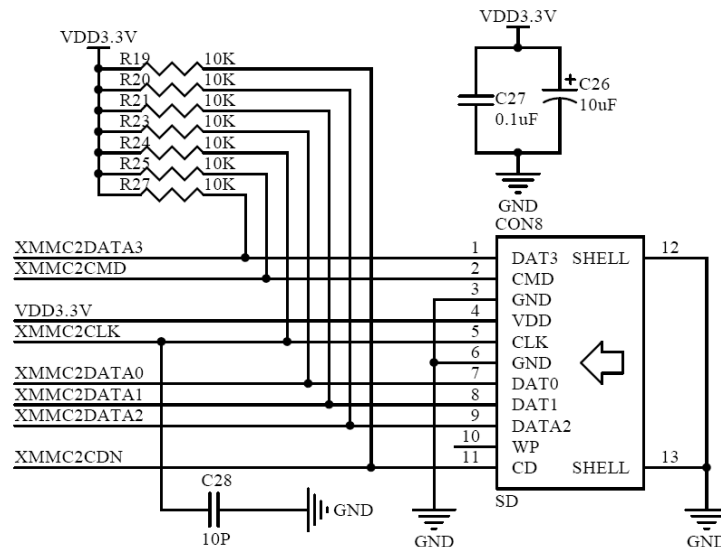 VDD3.3V
VDD3.3V
R19 10K
R20 10K
R21 10K
R23 10K
R24 10K
R25 10K
R27 10K
C27
0.1uF
+
C26
10uF
GND
CON8
XMMC2DATA3 1 DAT3 SHELL 12
XMMC2CMD 2 CMD
3 GND
VDD3.3V 4 VDD
XMMC2CLK 5 CLK
6 GND
XMMC2DATA0 7 DAT0
XMMC2DATA1 8 DAT1
XMMC2DATA2 9 DATA2
10 WP
XMMC2CDN 11 CD SHELL 13
C28
10P
GND
SD
GND
GND